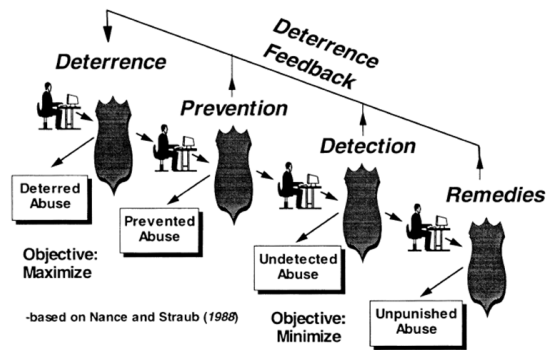 Deterrence
Feedback
Deterrence
Prevention
Detection
Remedies
Deterred
Abuse
Prevented
Abuse
Undetected
Abuse
Unpunished
Abuse
Objective:
Maximize
Objective:
Minimize
-based on Nance and Straub (1988)